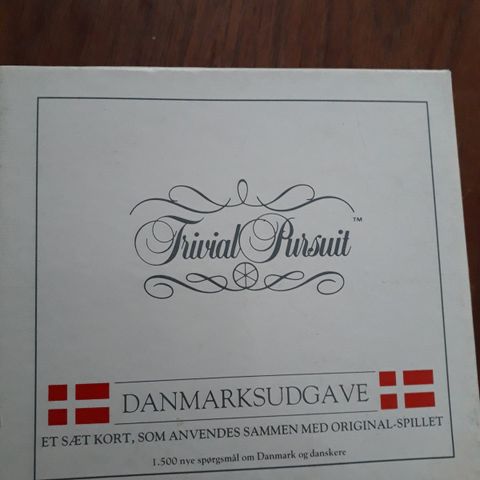 Trivial Pursuit™
DANMARKSUDGAVE
ET SÆT KORT, SOM ANVENDES SAMMEN MED ORIGINAL-SPILLET
1.500 nye spørgsmål om Danmark og danskere